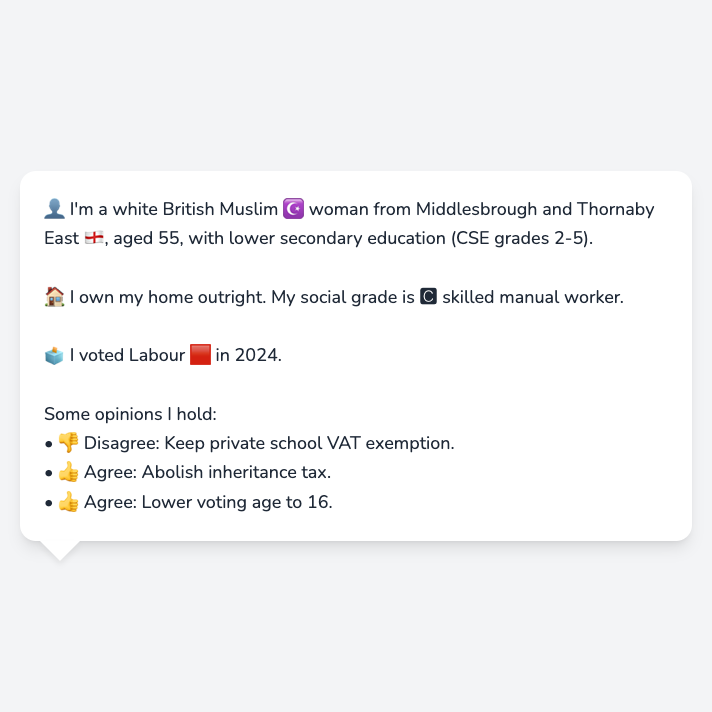 👤 I'm a white British Muslim ☪️ woman from Middlesbrough and Thornaby
East 🏴󠁧󠁢󠁥󠁮󠁧󠁿, aged 55, with lower secondary education (CSE grades 2-5).
🏠 I own my home outright. My social grade is 🅲 skilled manual worker.
🗳️ I voted Labour 🟥 in 2024.
Some opinions I hold:
• 👎 Disagree: Keep private school VAT exemption.
• 👍 Agree: Abolish inheritance tax.
• 👍 Agree: Lower voting age to 16.